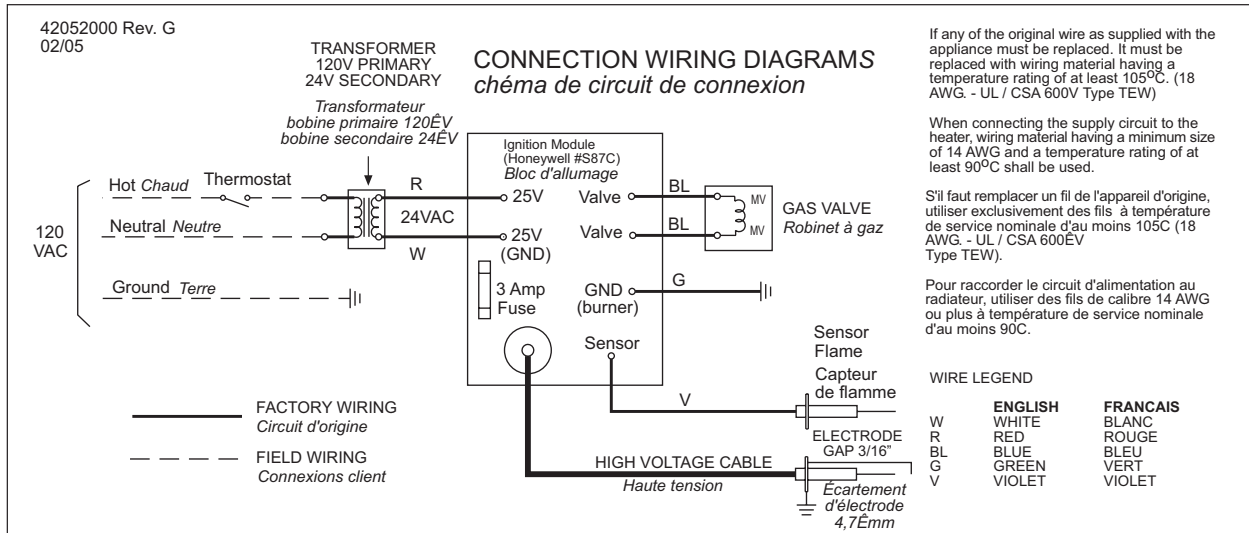 42052000 Rev. G
02/05
TRANSFORMER
120V PRIMARY
24V SECONDARY
Transformateur
bobine primaire 120ÊV
bobine secondaire 24ÊV
CONNECTION WIRING DIAGRAMS
chéma de circuit de connexion
Ignition Module
(Honewell #S87C)
Bloc d'allumage
120
VAC
Hot Chaud
Thermostat
Neutral Neutre
Ground Terre
R
24VAC
W
25V
25V
(GND)
3 Amp
Fuse
Valve
Valve
GND
(burner)
Sensor
BL
BL
G
MV
MV
GAS VALVE
Robinet à gaz
Sensor
Flame
Capteur
de flamme
V
ELECTRODE
GAP 3/16”
HIGH VOLTAGE CABLE
Haute tension
Écartement
d'électrode
4,7Êmm
FACTORY WIRING
Circuit d'origine
FIELD WIRING
Connexions client
If any of the original wire as supplied with the
appliance must be replaced. It must be
replaced with wiring material having a
temperature rating of at least 105ºC. (18
AWG. - UL / CSA 600V Type TEW)
When connecting the supply circuit to the
heater, wiring material having a minimum size
of 14 AWG and a temperature rating of at
least 90ºC shall be used.
S'il faut remplacer un fil de l'appareil d'origine,
utiliser exclusivement des fils à température
de service nominale d'au moins 105C (18
AWG. - UL / CSA 600ÊV
Type TEW).
Pour raccorder le circuit d'alimentation au
radiateur, utiliser des fils de calibre 14 AWG
ou plus à température de service nominale
d'au moins 90C.
WIRE LEGEND
ENGLISH FRANCAIS
W WHITE BLANC
R RED ROUGE
BL BLUE BLEU
G GREEN VERT
V VIOLET VIOLET